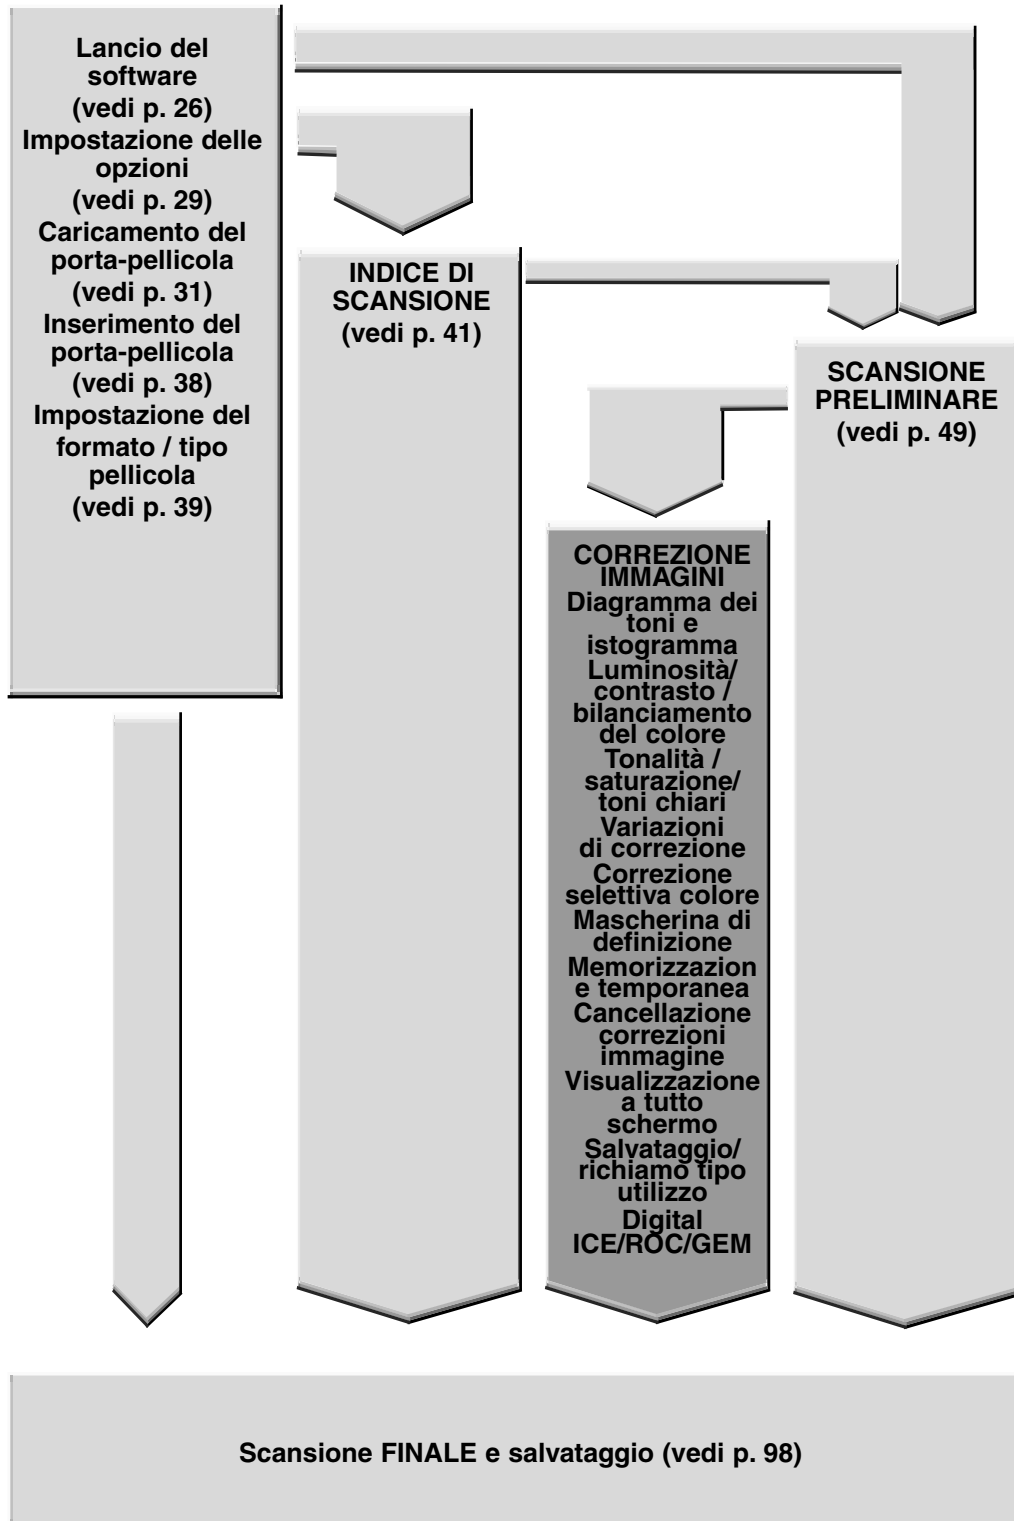 Lancio del
software
(vedi p. 26)
Impostazione delle
opzioni
(vedi p. 29)
Caricamento del
porta-pellicola
(vedi p. 31)
Inserimento del
porta-pellicola
(vedi p. 38)
Impostazione del
formato / tipo
pellicola
(vedi p. 39)
INDICE DI
SCANSIONE
(vedi p. 41)
SCANSIONE
PRELIMINARE
(vedi p. 49)
CORREZIONE
IMMAGINI
Diagramma dei
toni e
istogramma
Luminosità/
contrasto /
bilanciamento
del colore
Tonalità /
saturazione/
toni chiari
Variazioni
di correzione
Correzione
selettiva colore
Mascherina di
definizione
Memorizzazion
e temporanea
Cancellazione
correzioni
immagine
Visualizzazione
a tutto
schermo
Salvataggio/
richiamo tipo
utilizzo
Digital
ICE/ROC/GEM
Scansione FINALE e salvataggio (vedi p. 98)